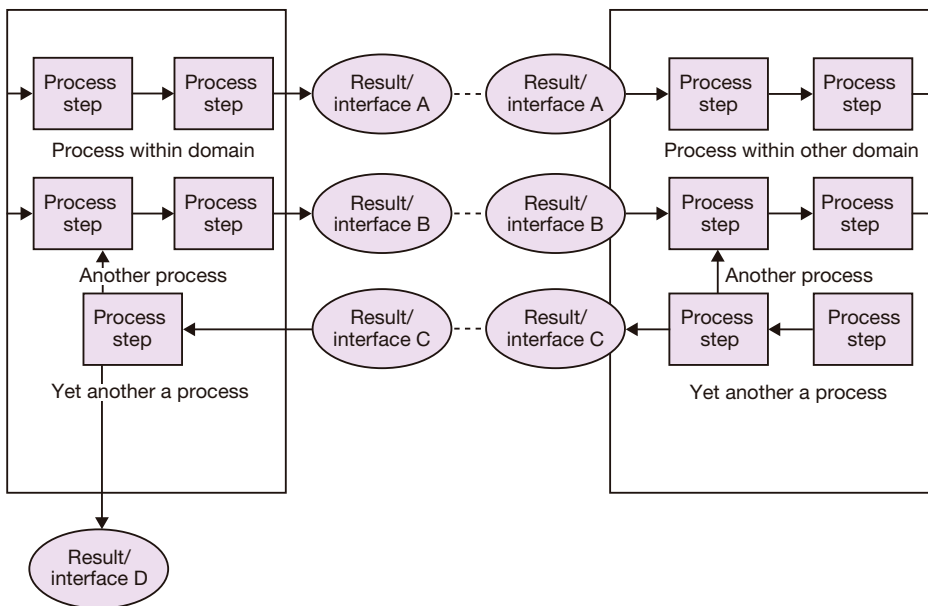 Process
step
Process
step
Result/
interface A
Result/
interface A
Process
step
Process
step
Process within domain
Process within other domain
Process
step
Process
step
Result/
interface B
Result/
interface B
Process
step
Process
step
Another process
Another process
Process
step
Result/
interface C
Result/
interface C
Process
step
Process
step
Yet another a process
Yet another a process
Result/
interface D